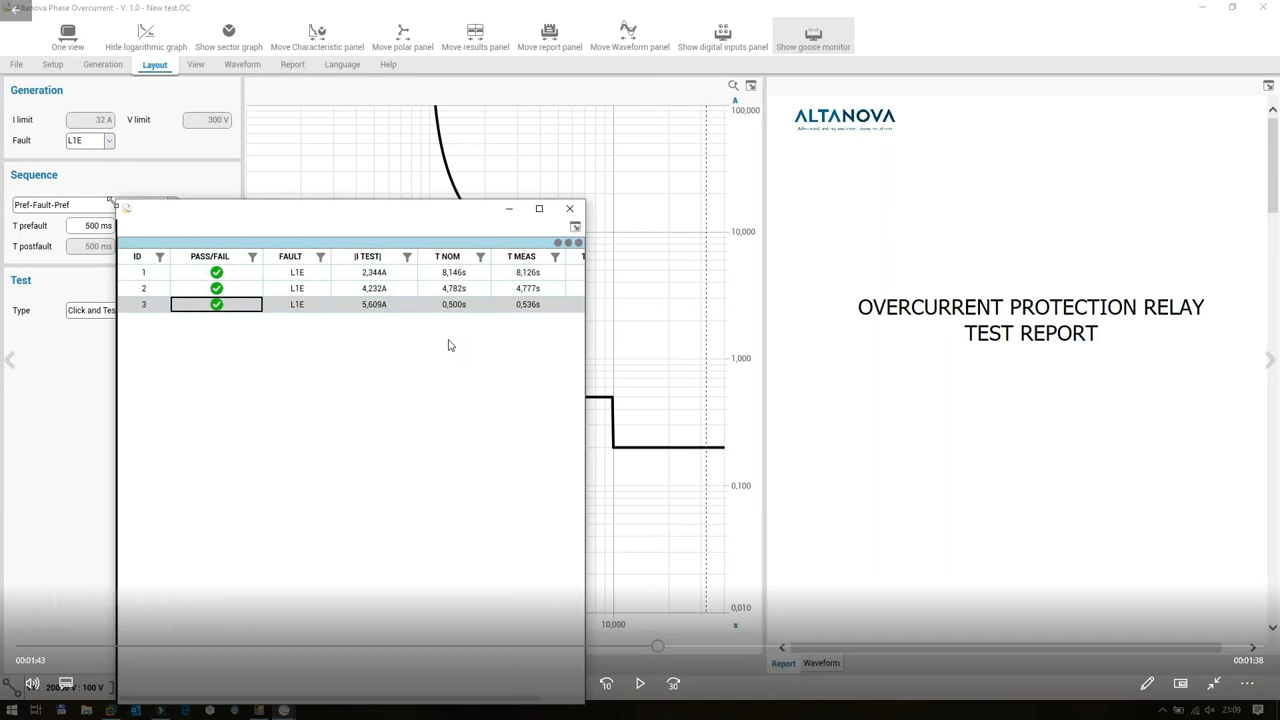 Altanova Phase Overcurrent - V. 1.0 - New test.OC
One view
Hide logarithmic graph
Show sector graph
Move Characteristic panel
Move polar panel
Move results panel
Move report panel
Move Waveform panel
Show digital inputs panel
Show goose monitor
File Setup Generation Layout View Waveform Report Language Help
Generation
I limit 32 A V limit 300 V
Fault L1E
Sequence
Pref-Fault-Pref
T prefault 500 ms
T postfault 500 ms
Test
Type Click and Tes
ID PASS/FAIL FAULT |I TEST| T NOM T MEAS
1 L1E 2,344A 8,146s 8,126s
2 L1E 4,232A 4,782s 4,777s
3 L1E 5,609A 0,500s 0,536s
A
100,000
10,000
1,000
0,100
0,010
10,000
s
ALTANOVA
OVERCURRENT PROTECTION RELAY
TEST REPORT
Report Waveform
00:01:43
00:01:38
V : 100 V
10
30
21:09